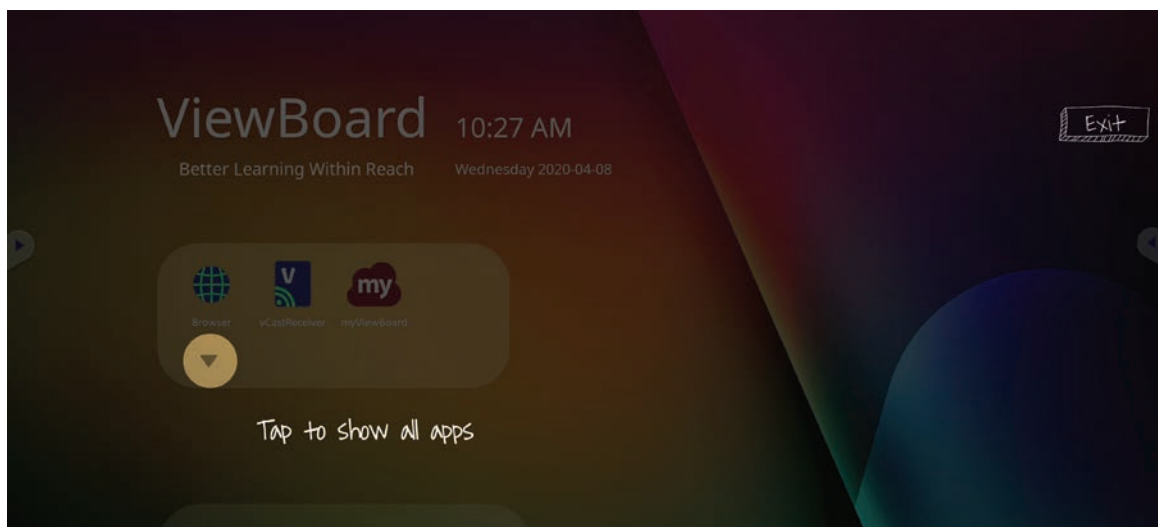 ViewBoard 10:27 AM
Better Learning Within Reach Wednesday 2020-04-08
Exit
V my
Browser vCastReceiver myViewBoard
Tap to show all apps